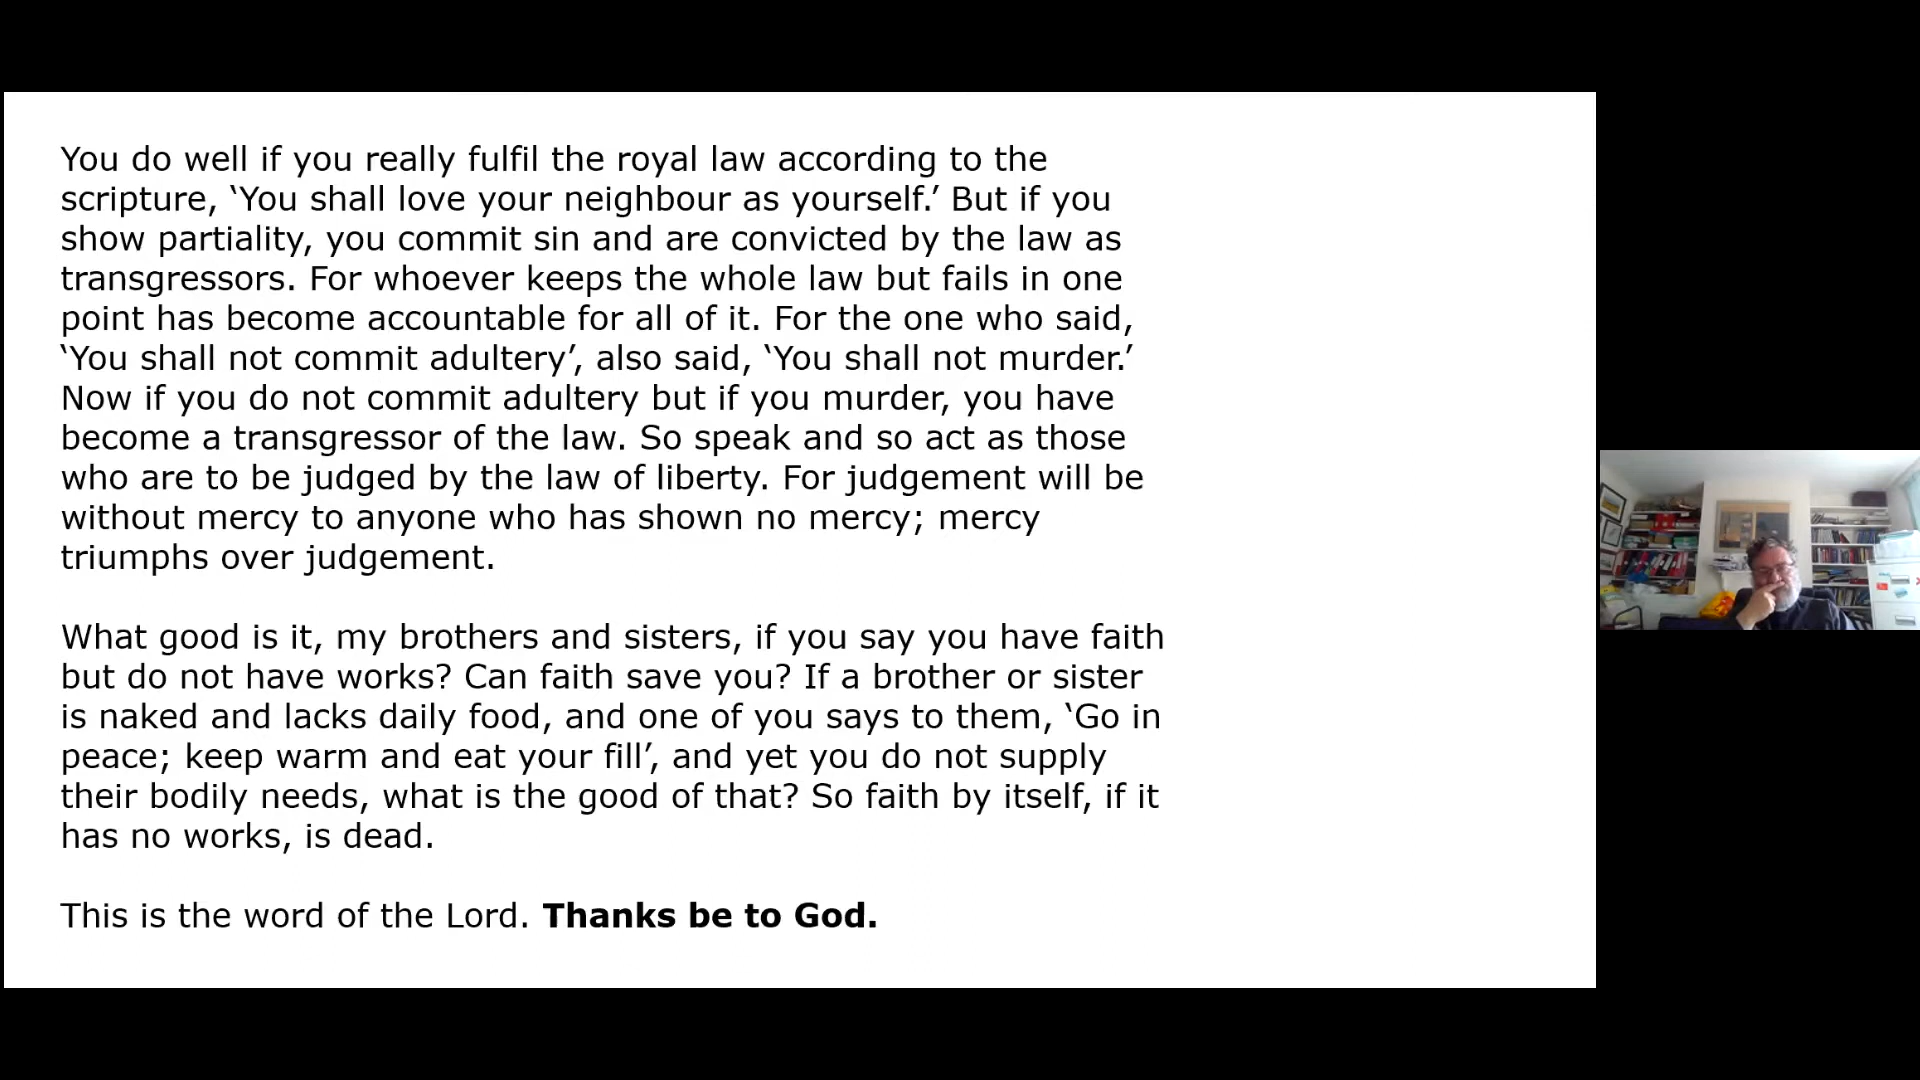 You do well if you really fulfil the royal law according to the
scripture, ‘You shall love your neighbour as yourself.’ But if you
show partiality, you commit sin and are convicted by the law as
transgressors. For whoever keeps the whole law but fails in one
point has become accountable for all of it. For the one who said,
‘You shall not commit adultery’, also said, ‘You shall not murder.’
Now if you do not commit adultery but if you murder, you have
become a transgressor of the law. So speak and so act as those
who are to be judged by the law of liberty. For judgement will be
without mercy to anyone who has shown no mercy; mercy
triumphs over judgement.
What good is it, my brothers and sisters, if you say you have faith
but do not have works? Can faith save you? If a brother or sister
is naked and lacks daily food, and one of you says to them, ‘Go in
peace; keep warm and eat your fill’, and yet you do not supply
their bodily needs, what is the good of that? So faith by itself, if it
has no works, is dead.
This is the word of the Lord. Thanks be to God.